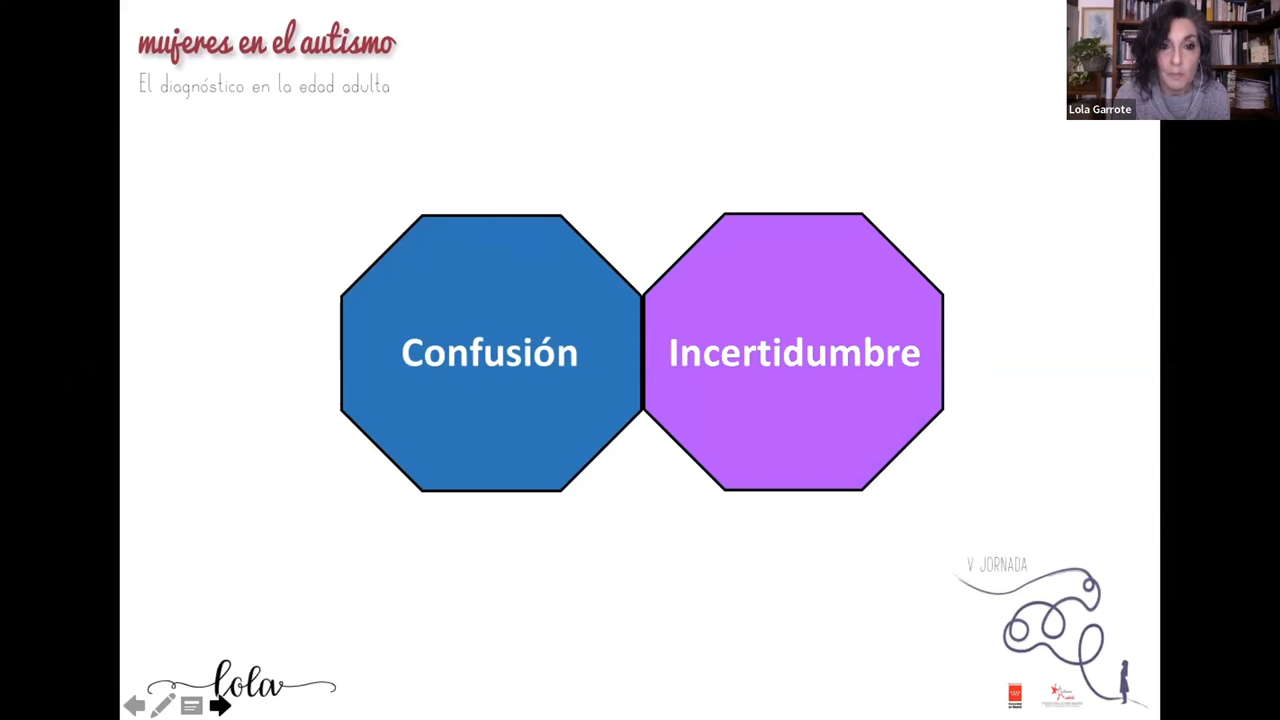 mujeres en el autismo
El diagnóstico en la edad adulta
Lola Garrote
Confusión
Incertidumbre
V JORNADA
lola